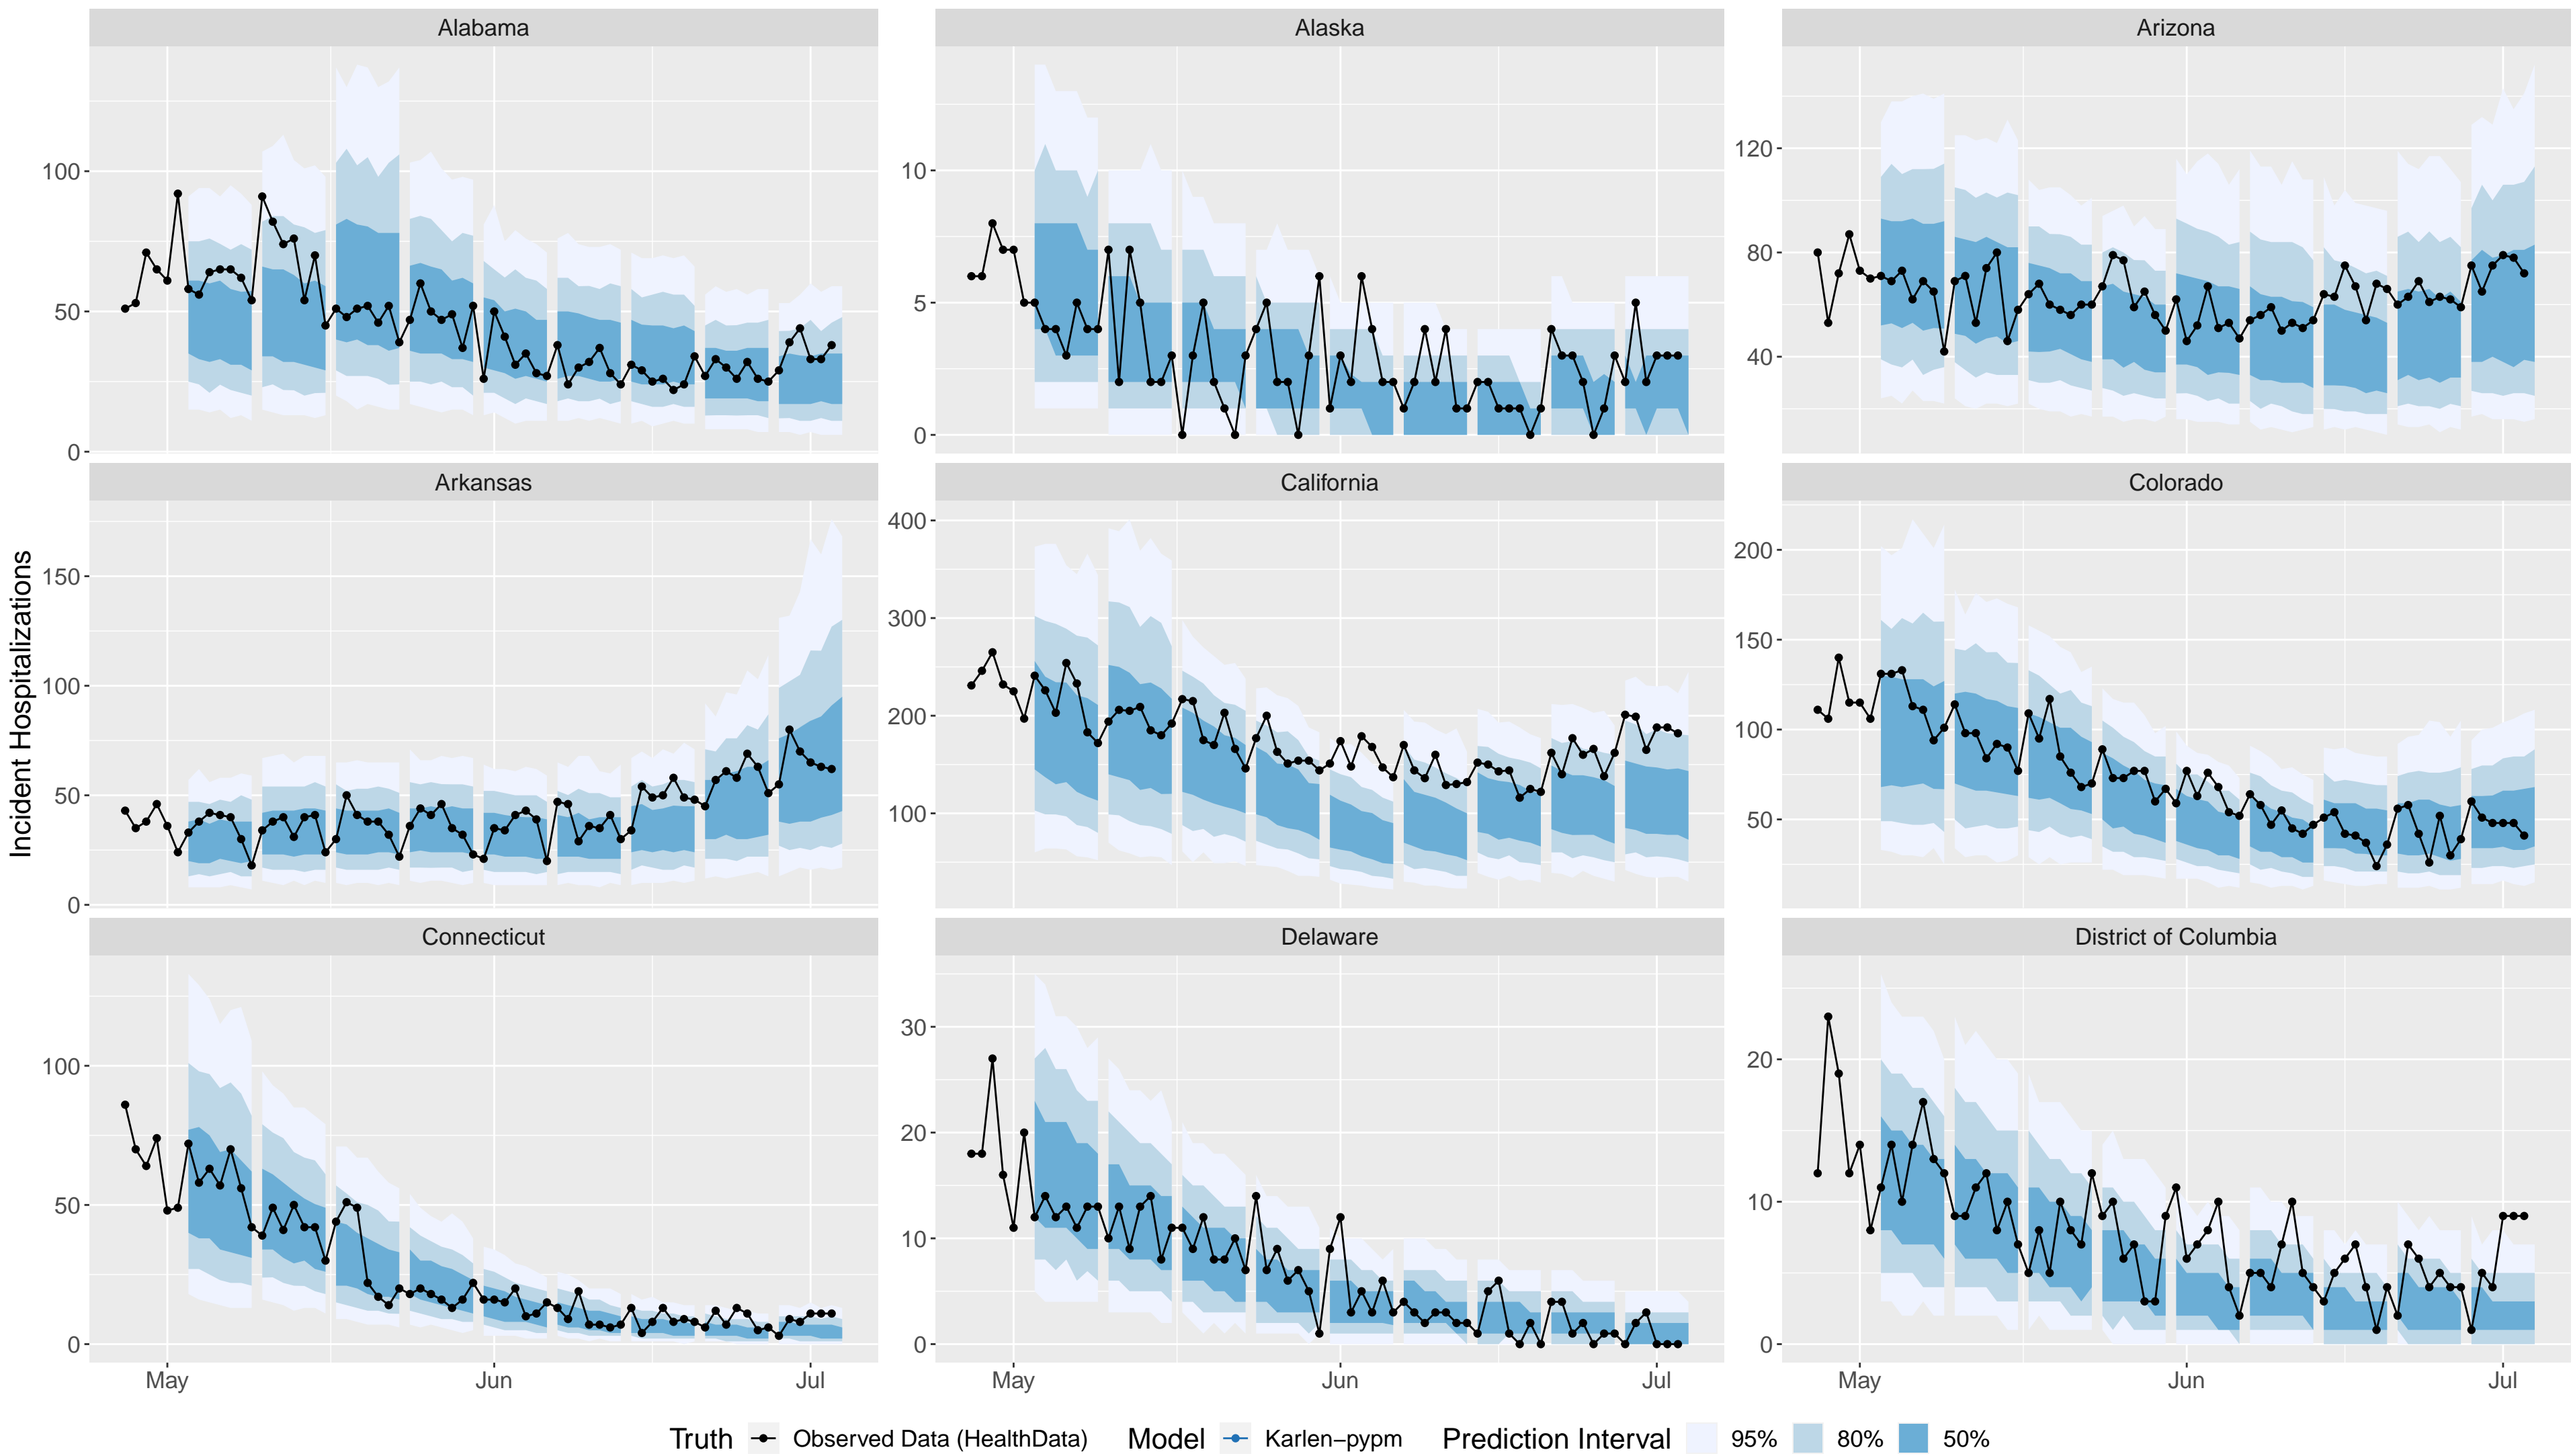 Alabama
Alaska
Arizona
100
50
0
10
5
0
120
80
40
Arkansas
California
Colorado
150
100
50
0
400
300
200
100
200
150
100
50
Connecticut
Delaware
District of Columbia
100
50
0
30
20
10
0
20
10
0
May Jun Jul
May Jun Jul
May Jun Jul
Incident Hospitalizations
Truth Observed Data (HealthData) Model Karlen−pypm Prediction Interval 95% 80% 50%